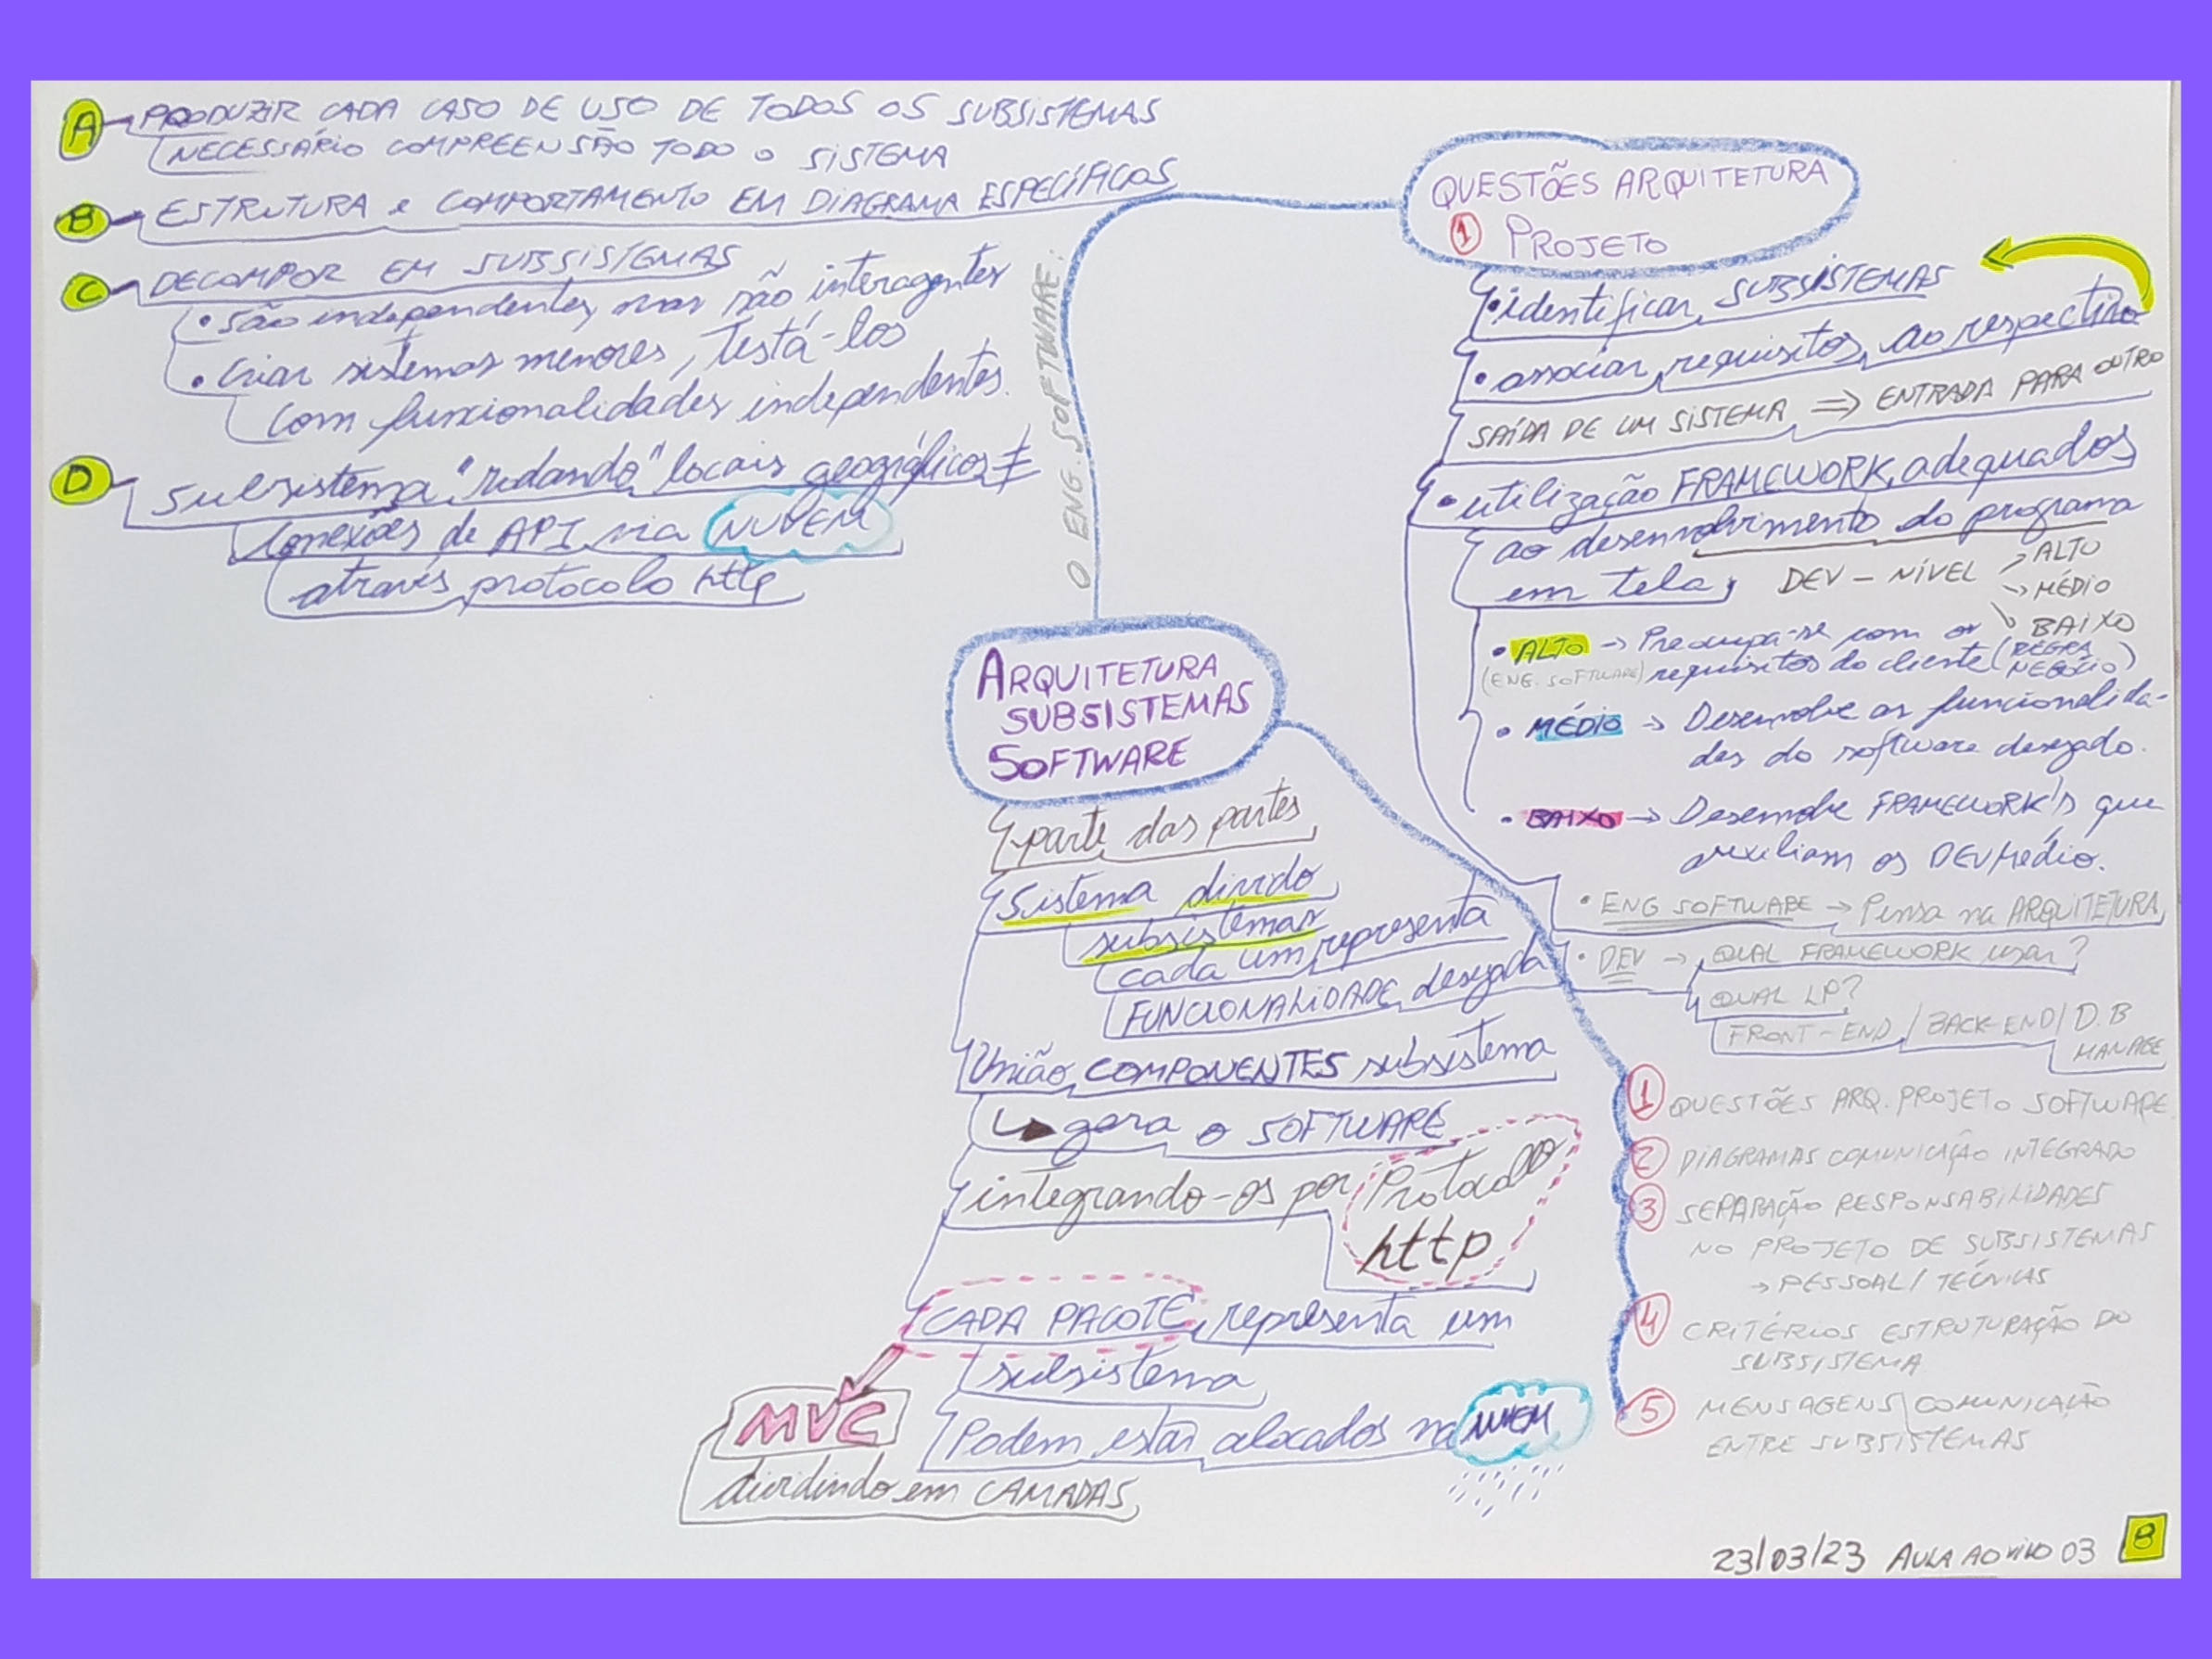 A PRODUZIR CADA CASO DE USO DE TODOS OS SUBSISTEMAS
NECESSÁRIO COMPREENSÃO TODO O SISTEMA
B ESTRUTURA e COMPORTAMENTO EM DIAGRAMA ESPECÍFICOS
C DECOMPOR EM SUBSISTEMAS
• São independentes, mas são interagentes
• Criar sistemas menores, testá-los
com funcionalidades independentes.
D Subsistema "rodando" locais geográficos ≠
Conexões de API via NUVEM
através protocolo http
O ENG. SOFTWARE:
QUESTÕES ARQUITETURA
1 PROJETO
• identificar SUBSISTEMAS
• associar requisitos ao respectivo
SAÍDA DE UM SISTEMA => ENTRADA PARA OUTRO
• utilização FRAMEWORK adequados
ao desenvolvimento do programa
em tela;
DEV - NÍVEL → ALTO
→ MÉDIO
→ BAIXO
• ALTO → Preocupa-se com os
(ENG. SOFTWARE) requisitos do cliente (REGRA NEGÓCIO)
• MÉDIO → Desenvolve as funcionalida-
des do software desejado.
• BAIXO → Desenvolve FRAMEWORK's que
auxiliam os DEV Médio.
• ENG SOFTWARE → Pensa na ARQUITETURA
• DEV → QUAL FRAMEWORK usar?
QUAL LP?
FRONT-END / BACK-END / D.B
MANAGE
ARQUITETURA
SUBSISTEMAS
SOFTWARE
parte das partes
Sistema divido
subsistemas
cada um representa
FUNCIONALIDADE desejada
União COMPONENTES subsistema
↳ gera o SOFTWARE
integrando-os por Protocolo
http
CADA PACOTE representa um
subsistema
MVC
dividindo em CAMADAS
Podem estar alocados na NUVEM
1 QUESTÕES ARQ. PROJETO SOFTWARE
2 DIAGRAMAS COMUNICAÇÃO INTEGRADO
3 SEPARAÇÃO RESPONSABILIDADES
NO PROJETO DE SUBSISTEMAS
→ PESSOAL / TÉCNICAS
4 CRITÉRIOS ESTRUTURAÇÃO DO
SUBSISTEMA
5 MENSAGENS COMUNICAÇÃO
ENTRE SUBSISTEMAS
23/03/23 AULA AO VIVO 03 B